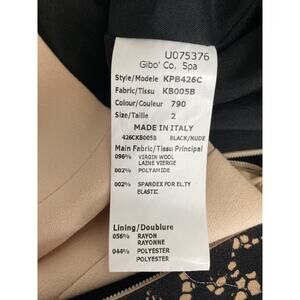 U075376
Gibo' Co. Spa
Style/Modele KPB426C
Fabric/Tissu KB005B
Colour/Couleur 790
Size/Taille 2
MADE IN ITALY
426CKB005B BLACK/NUDE
Main Fabric/Tissu Principal
096% VIRGIN WOOL
LAINE VIERGE
002% POLYAMIDE
002% SPANDEX FOR EL.TY
ELASTIC
Lining/Doublure
056% RAYON
RAYONNE
044% POLYESTER
POLYESTER